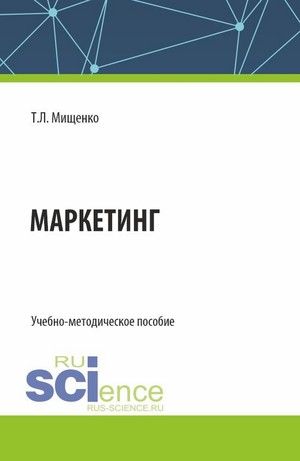 Т.Л. Мищенко
МАРКЕТИНГ
Учебно-методическое пособие
RU
SCIence
RUS-SCIENCE.RU